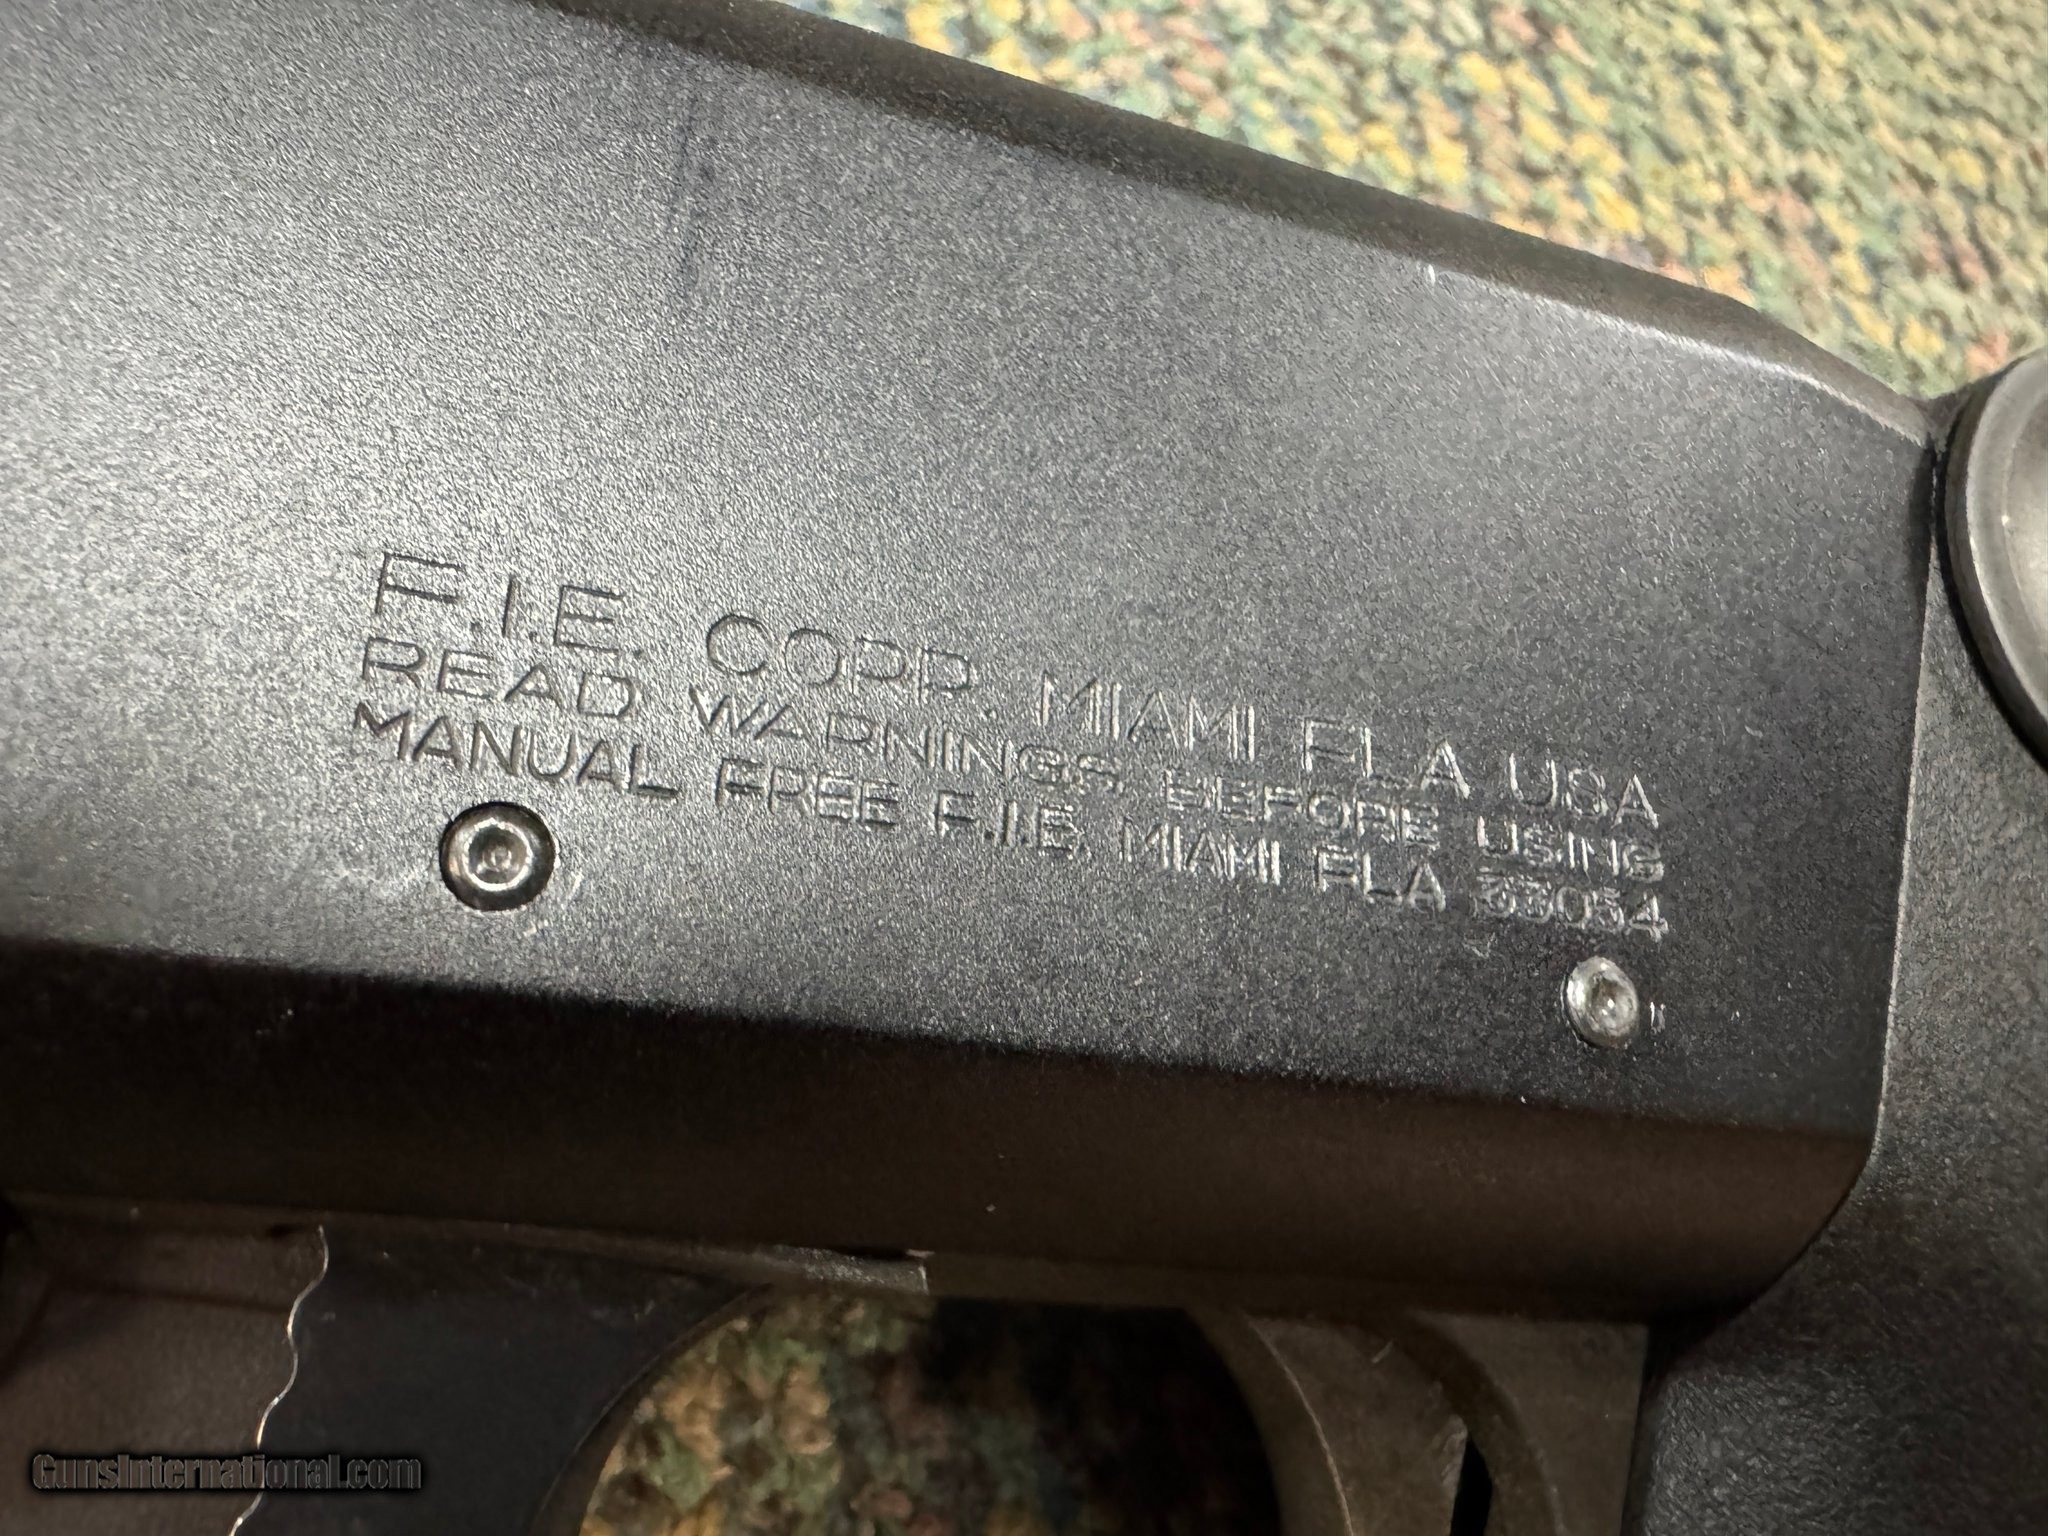 F.I.E. CORP. MIAMI FLA USA
READ WARNINGS BEFORE USING
MANUAL FREE F.I.E. MIAMI FLA 33054
GunsInternational.com